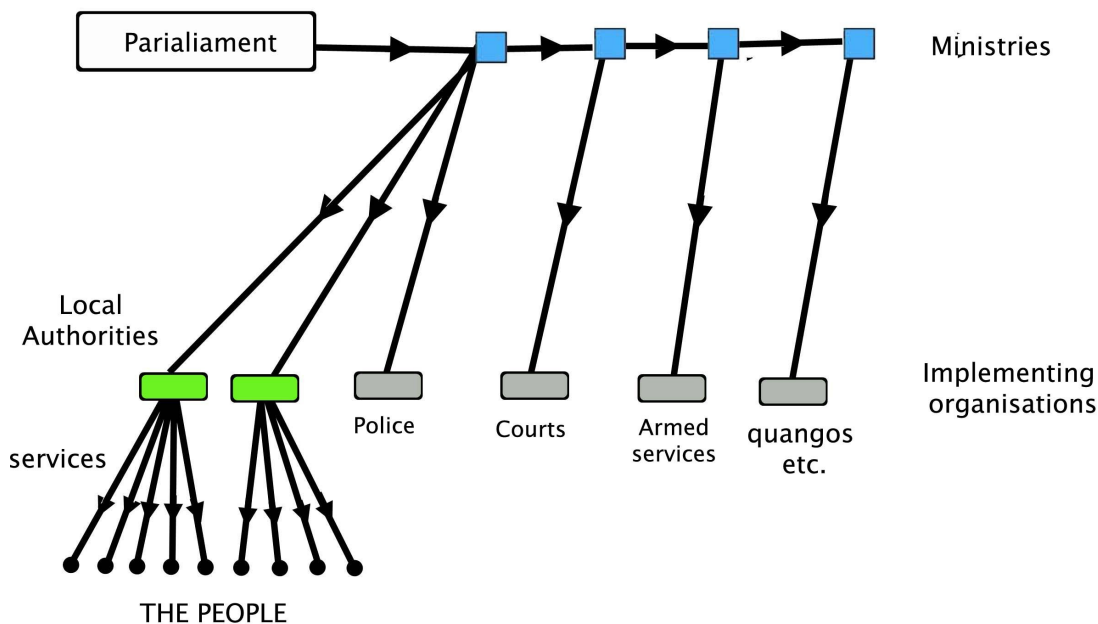 Parialiament
Ministries
Local
Authorities
Implementing
organisations
Police
Courts
Armed
services
quangos
etc.
services
THE PEOPLE